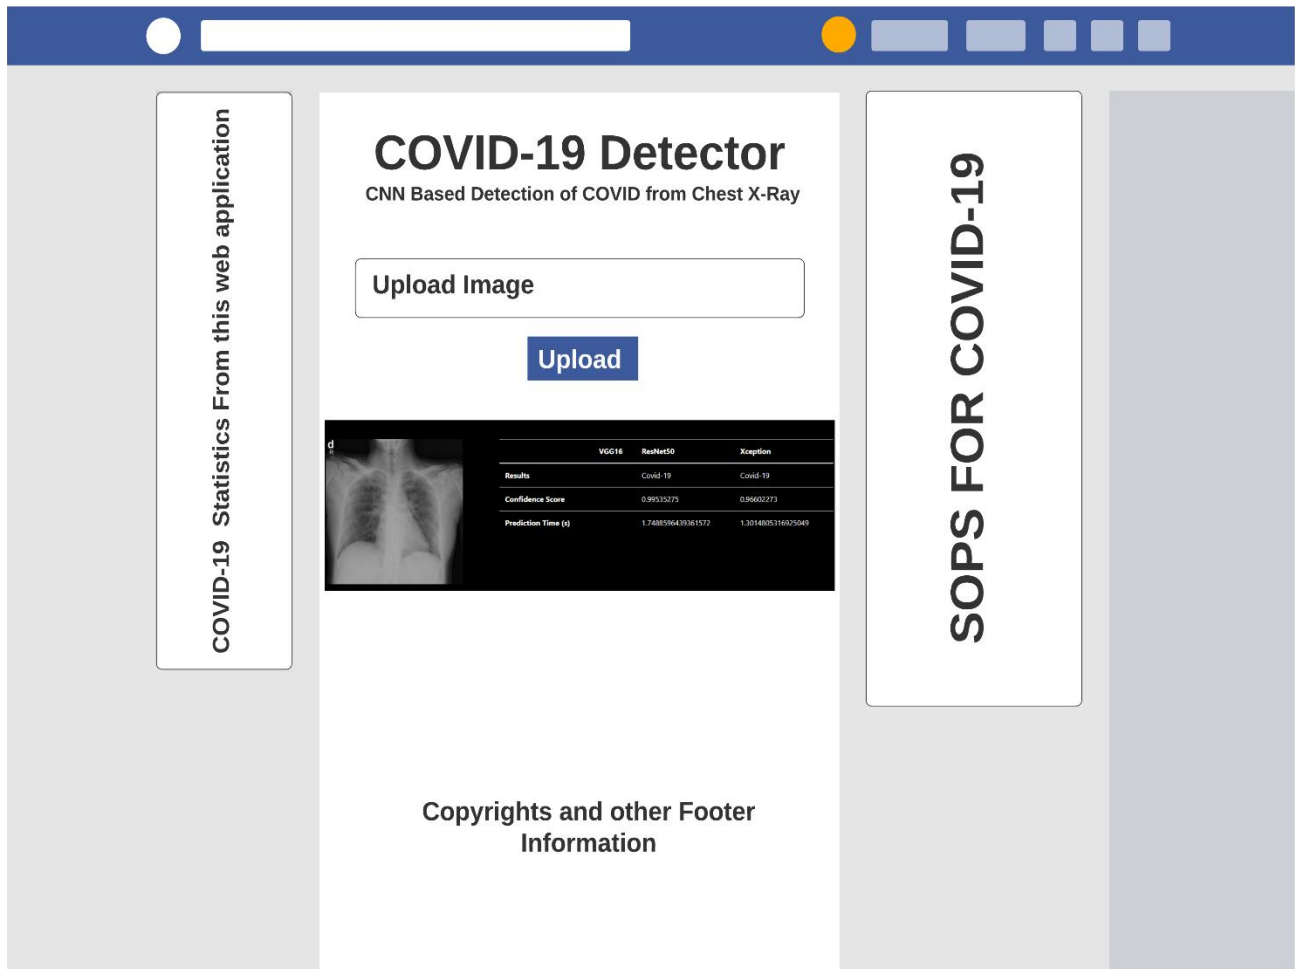 COVID-19 Statistics From this web application
COVID-19 Detector
CNN Based Detection of COVID from Chest X-Ray
Upload Image
Upload
d
VGG16 ResNet50 Xception
Results Covid-19 Covid-19
Confidence Score 0.99535275 0.96602273
Prediction Time (s) 1.7488596439361572 1.3014805316925049
Copyrights and other Footer
Information
SOPS FOR COVID-19